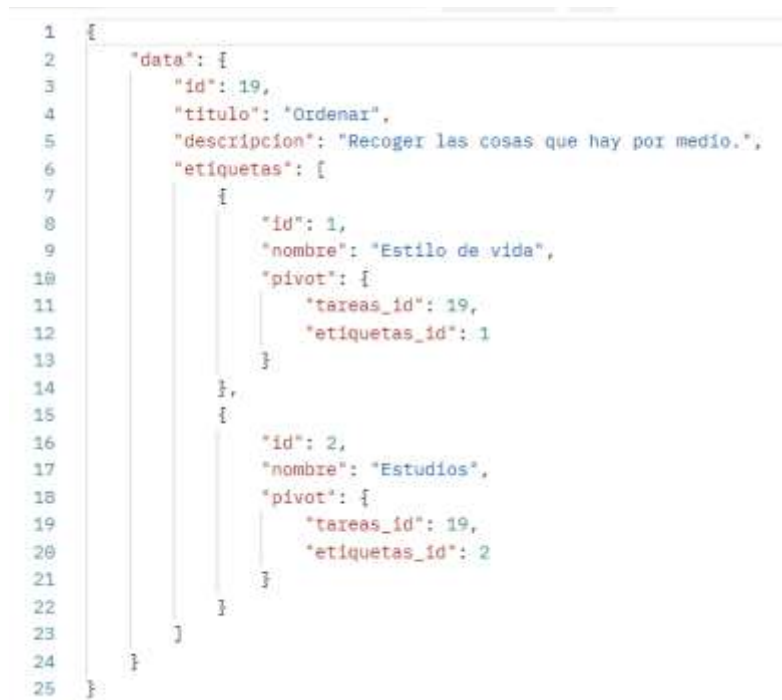 1 {
2 "data": {
3 "id": 19,
4 "titulo": "Ordenar",
5 "descripcion": "Recoger las cosas que hay por medio.",
6 "etiquetas": [
7 {
8 "id": 1,
9 "nombre": "Estilo de vida",
10 "pivot": {
11 "tareas_id": 19,
12 "etiquetas_id": 1
13 }
14 },
15 {
16 "id": 2,
17 "nombre": "Estudios",
18 "pivot": {
19 "tareas_id": 19,
20 "etiquetas_id": 2
21 }
22 }
23 ]
24 }
25 }